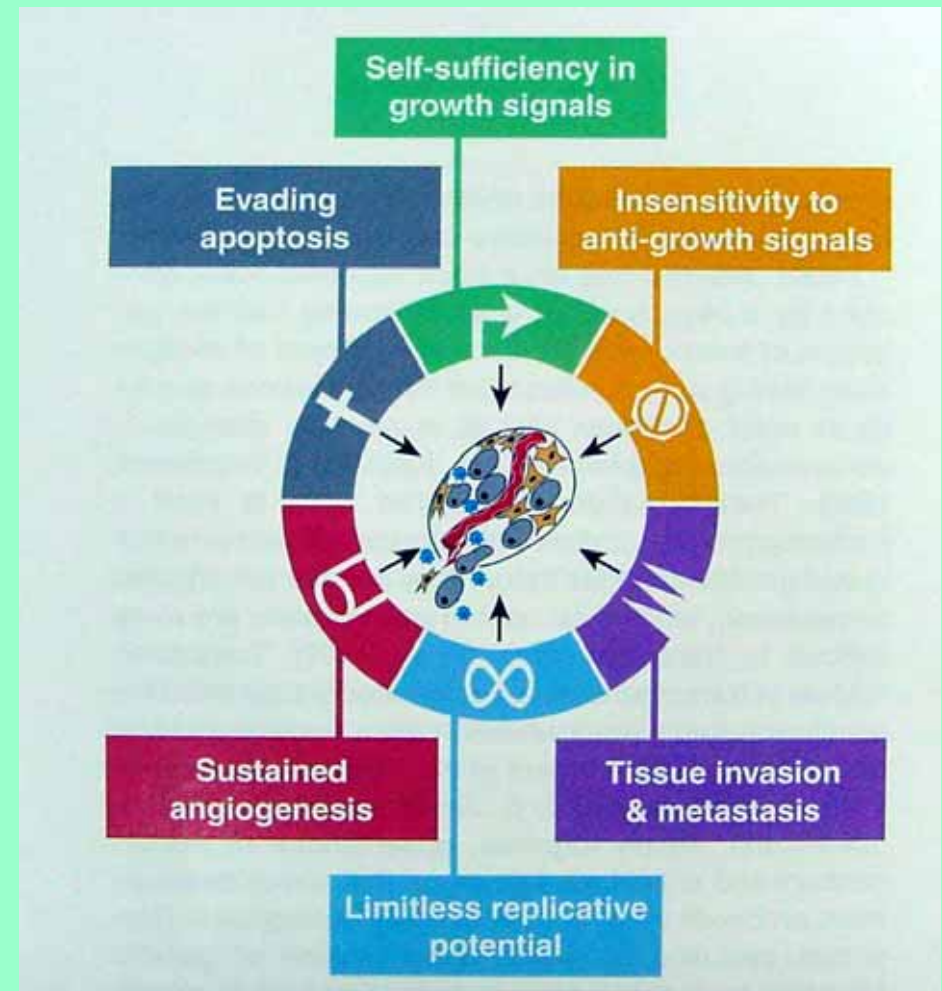 Self-sufficiency in
growth signals
Evading
apoptosis
Insensitivity to
anti-growth signals
Sustained
angiogenesis
Tissue invasion
& metastasis
Limitless replicative
potential